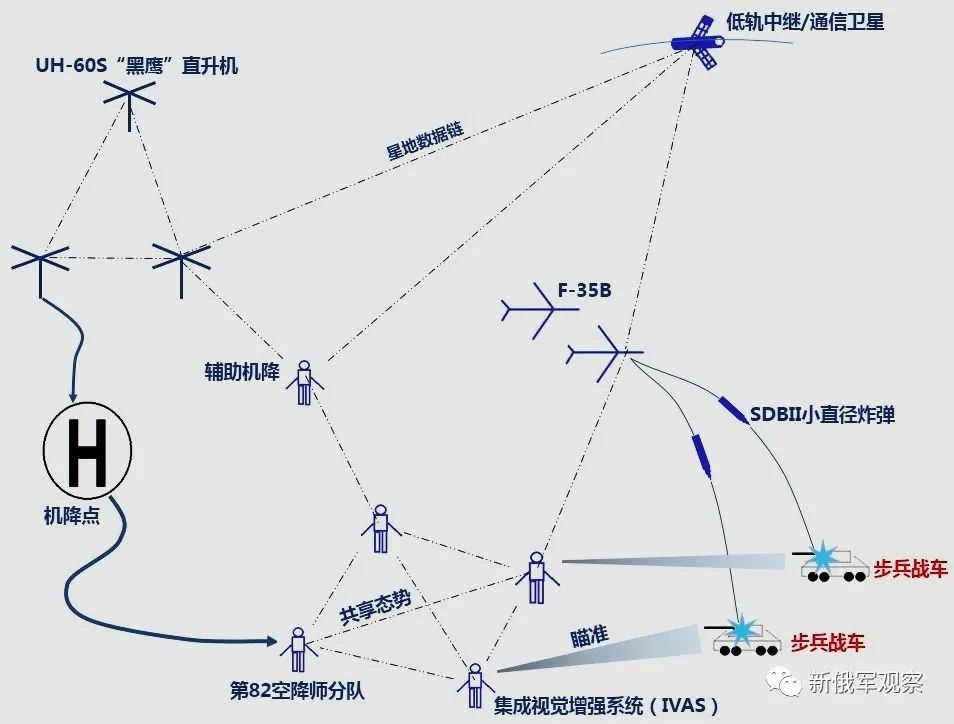 低轨中继/通信卫星
UH-60S“黑鹰”直升机
星地数据链
F-35B
辅助机降
SDBII小直径炸弹
H
机降点
步兵战车
共享态势
瞄准
步兵战车
第82空降师分队
集成视觉增强系统（IVAS）
新俄军观察